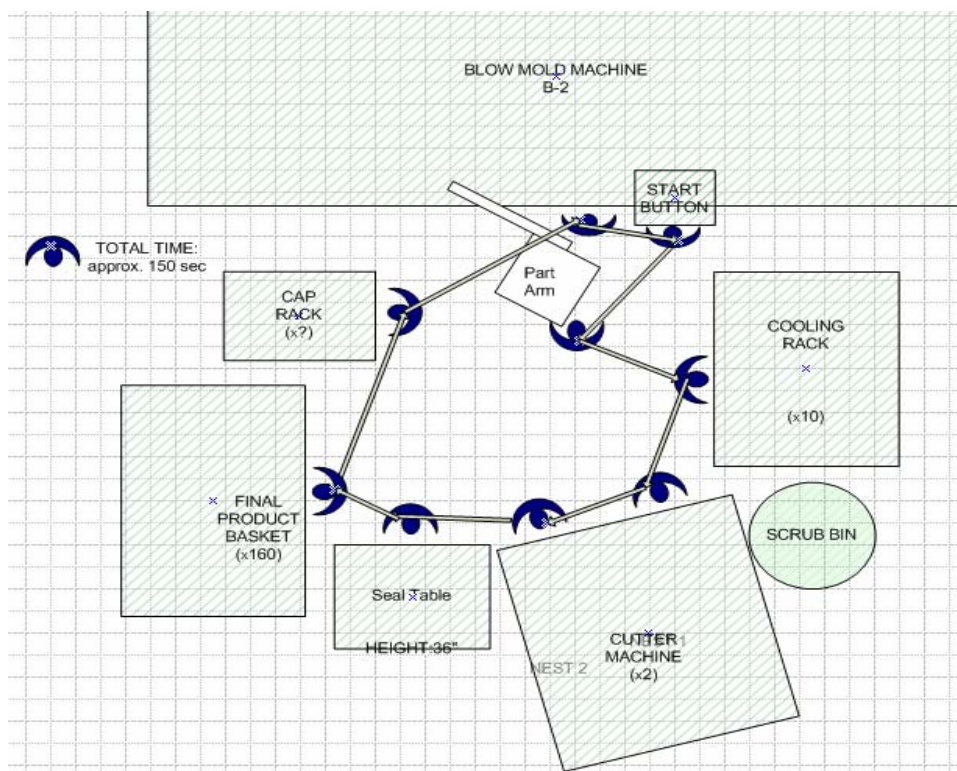 BLOW MOLD MACHINE
B-2
START
BUTTON
TOTAL TIME:
approx. 150 sec
Part
Arm
CAP
RACK
(x?)
COOLING
RACK
(x10)
FINAL
PRODUCT
BASKET
(x160)
SCRUB BIN
Seal Table
HEIGHT:36"
CUTTER
MACHINE
(x2)
NEST 2